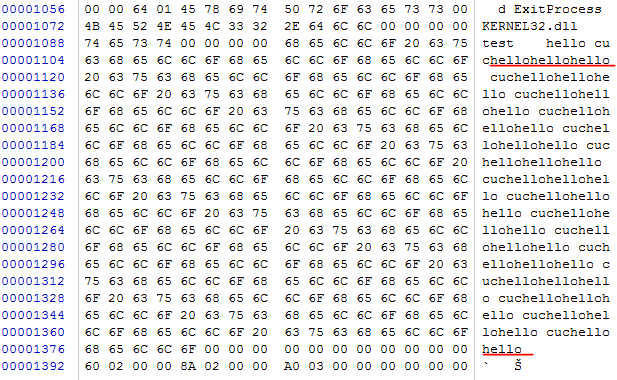 00001056 00 00 64 01 45 78 69 74 50 72 6F 63 65 73 73 00 d ExitProcess
00001072 4B 45 52 4E 45 4C 33 32 2E 64 6C 6C 00 00 00 00 KERNEL32.dll
00001088 74 65 73 74 00 00 00 00 68 65 6C 6C 6F 20 63 75 test hello cu
00001104 63 68 65 6C 6C 6F 68 65 6C 6C 6F 68 65 6C 6C 6F chellohellohello
00001120 20 63 75 63 68 65 6C 6C 6F 68 65 6C 6C 6F 68 65 cuchellohellohe
00001136 6C 6C 6F 20 63 75 63 68 65 6C 6C 6F 68 65 6C 6C llo cuchellohell
00001152 6F 68 65 6C 6C 6F 20 63 75 63 68 65 6C 6C 6F 68 ohello cuchelloh
00001168 65 6C 6C 6F 68 65 6C 6C 6F 20 63 75 63 68 65 6C ellohello cuchel
00001184 6C 6F 68 65 6C 6C 6F 68 65 6C 6C 6F 20 63 75 63 lohellohello cuc
00001200 68 65 6C 6C 6F 68 65 6C 6C 6F 68 65 6C 6C 6F 20 hellohellohello
00001216 63 75 63 68 65 6C 6C 6F 68 65 6C 6C 6F 68 65 6C cuchellohellohel
00001232 6C 6F 20 63 75 63 68 65 6C 6C 6F 68 65 6C 6C 6F lo cuchellohello
00001248 68 65 6C 6C 6F 20 63 75 63 68 65 6C 6C 6F 68 65 hello cuchellohe
00001264 6C 6C 6F 68 65 6C 6C 6F 20 63 75 63 68 65 6C 6C llohello cuchell
00001280 6F 68 65 6C 6C 6F 68 65 6C 6C 6F 20 63 75 63 68 ohellohello cuch
00001296 65 6C 6C 6F 68 65 6C 6C 6F 68 65 6C 6C 6F 20 63 ellohellohello c
00001312 75 63 68 65 6C 6C 6F 68 65 6C 6C 6F 68 65 6C 6C uchellohellohell
00001328 6F 20 63 75 63 68 65 6C 6C 6F 68 65 6C 6C 6F 68 o cuchellohelloh
00001344 65 6C 6C 6F 20 63 75 63 68 65 6C 6C 6F 68 65 6C ello cuchellohel
00001360 6C 6F 68 65 6C 6C 6F 20 63 75 63 68 65 6C 6C 6F lohello cuchello
00001376 68 65 6C 6C 6F 00 00 00 00 00 00 00 00 00 00 00 hello
00001392 60 02 00 00 8A 02 00 00 A0 03 00 00 00 00 00 00 ` Š